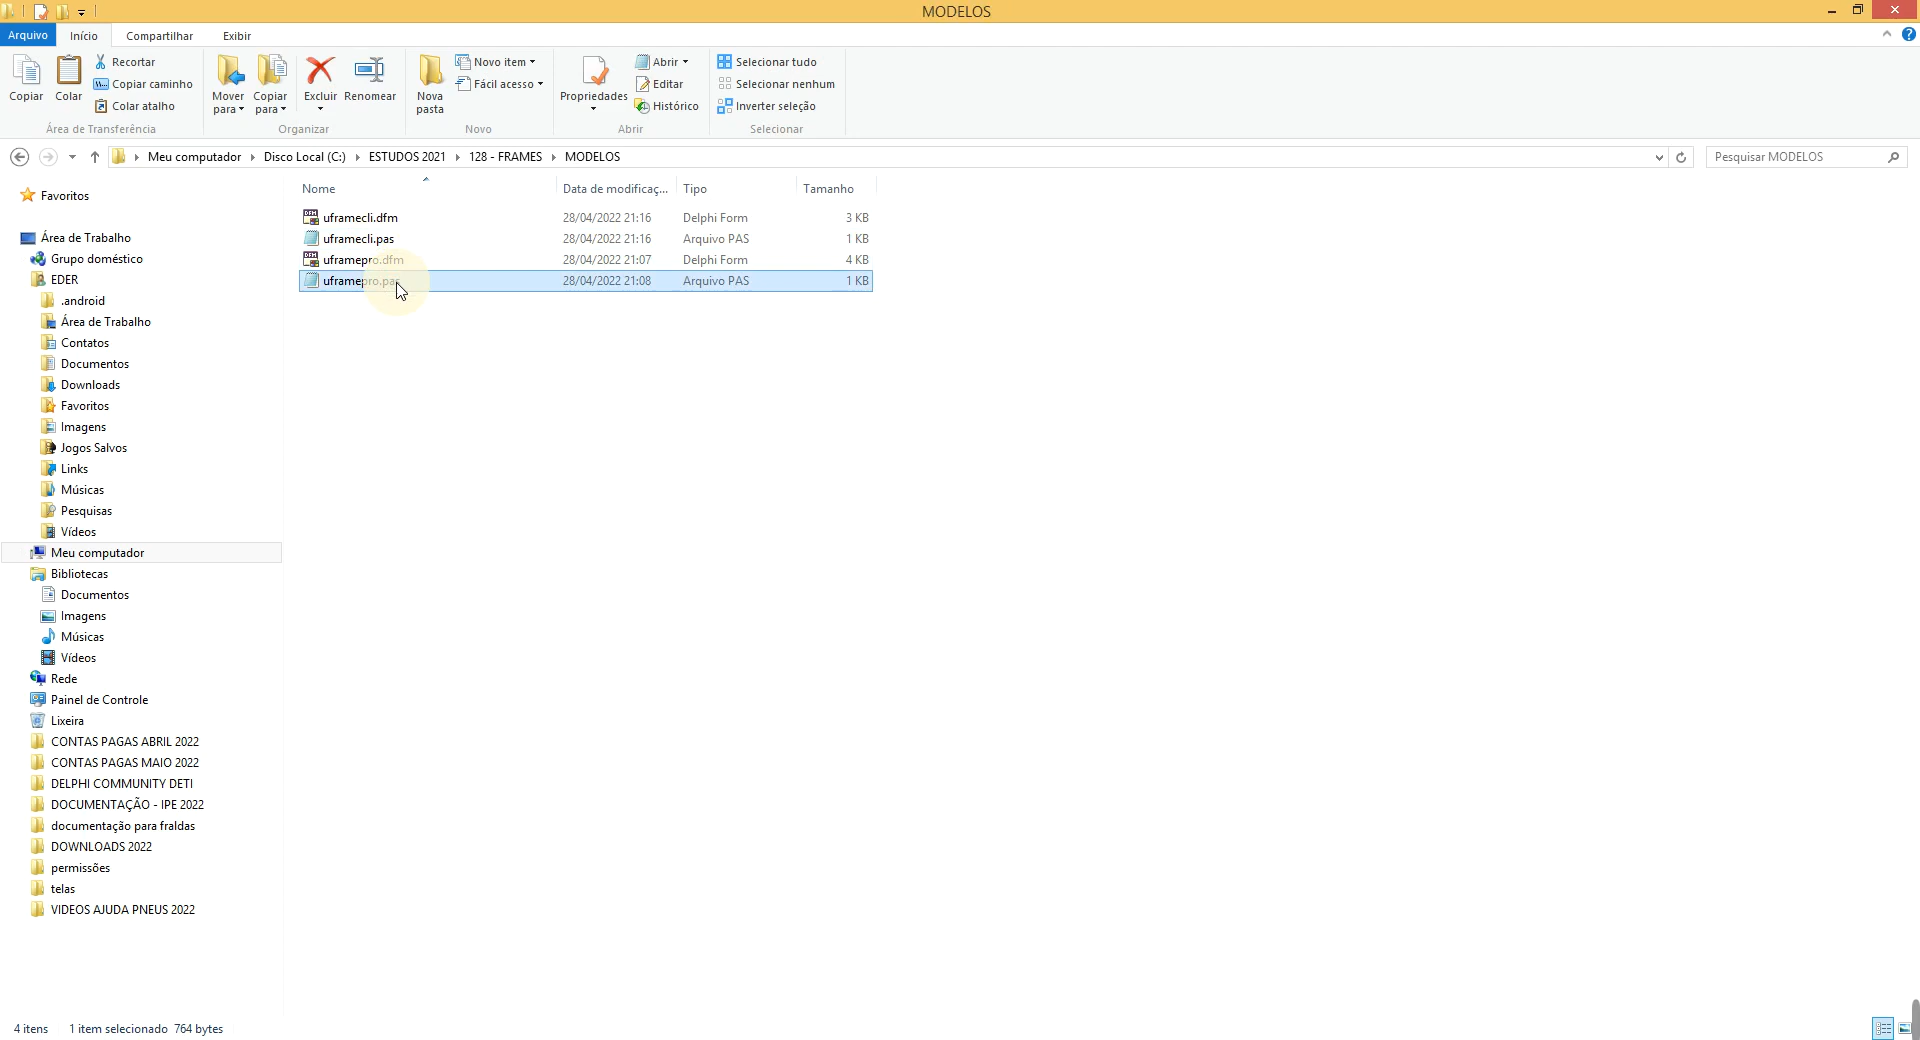 MODELOS
Arquivo Início Compartilhar Exibir
Copiar
Colar
Recortar
Copiar caminho
Colar atalho
Área de Transferência
Mover para
Copiar para
Excluir
Renomear
Organizar
Nova pasta
Novo item
Fácil acesso
Novo
Propriedades
Abrir
Editar
Histórico
Abrir
Selecionar tudo
Selecionar nenhum
Inverter seleção
Selecionar
Meu computador Disco Local (C:) ESTUDOS 2021 128 - FRAMES MODELOS
Pesquisar MODELOS
Favoritos
Área de Trabalho
Grupo doméstico
EDER
.android
Área de Trabalho
Contatos
Documentos
Downloads
Favoritos
Imagens
Jogos Salvos
Links
Músicas
Pesquisas
Vídeos
Meu computador
Bibliotecas
Documentos
Imagens
Músicas
Vídeos
Rede
Painel de Controle
Lixeira
CONTAS PAGAS ABRIL 2022
CONTAS PAGAS MAIO 2022
DELPHI COMMUNITY DETI
DOCUMENTAÇÃO - IPE 2022
documentação para fraldas
DOWNLOADS 2022
permissões
telas
VIDEOS AJUDA PNEUS 2022
Nome Data de modificaç... Tipo Tamanho
uframecli.dfm 28/04/2022 21:16 Delphi Form 3 KB
uframecli.pas 28/04/2022 21:16 Arquivo PAS 1 KB
uframepro.dfm 28/04/2022 21:07 Delphi Form 4 KB
uframepro.pas 28/04/2022 21:08 Arquivo PAS 1 KB
4 itens 1 item selecionado 764 bytes